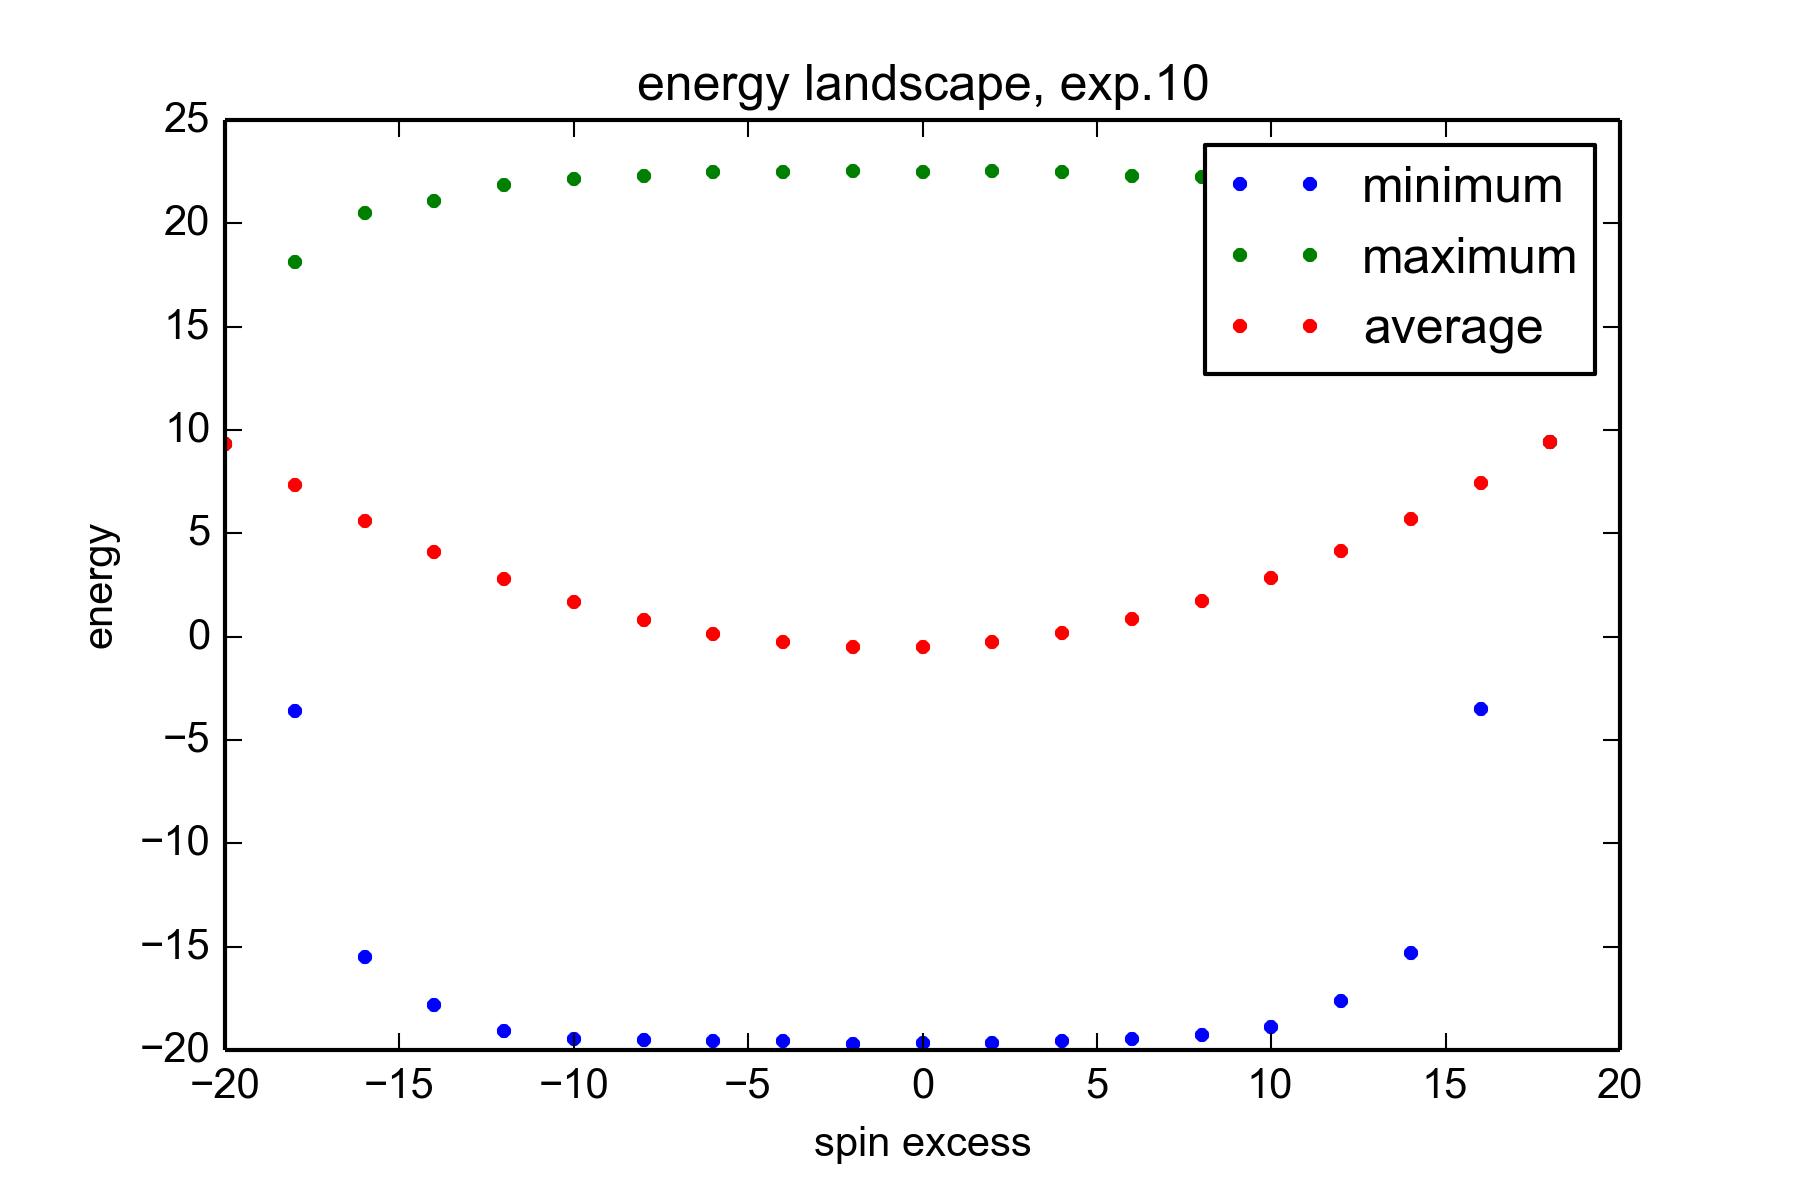 energy landscape, exp.10
25
20
15
10
5
0
−5
−10
−15
−20
energy
minimum
maximum
average
−20 −15 −10 −5 0 5 10 15 20
spin excess